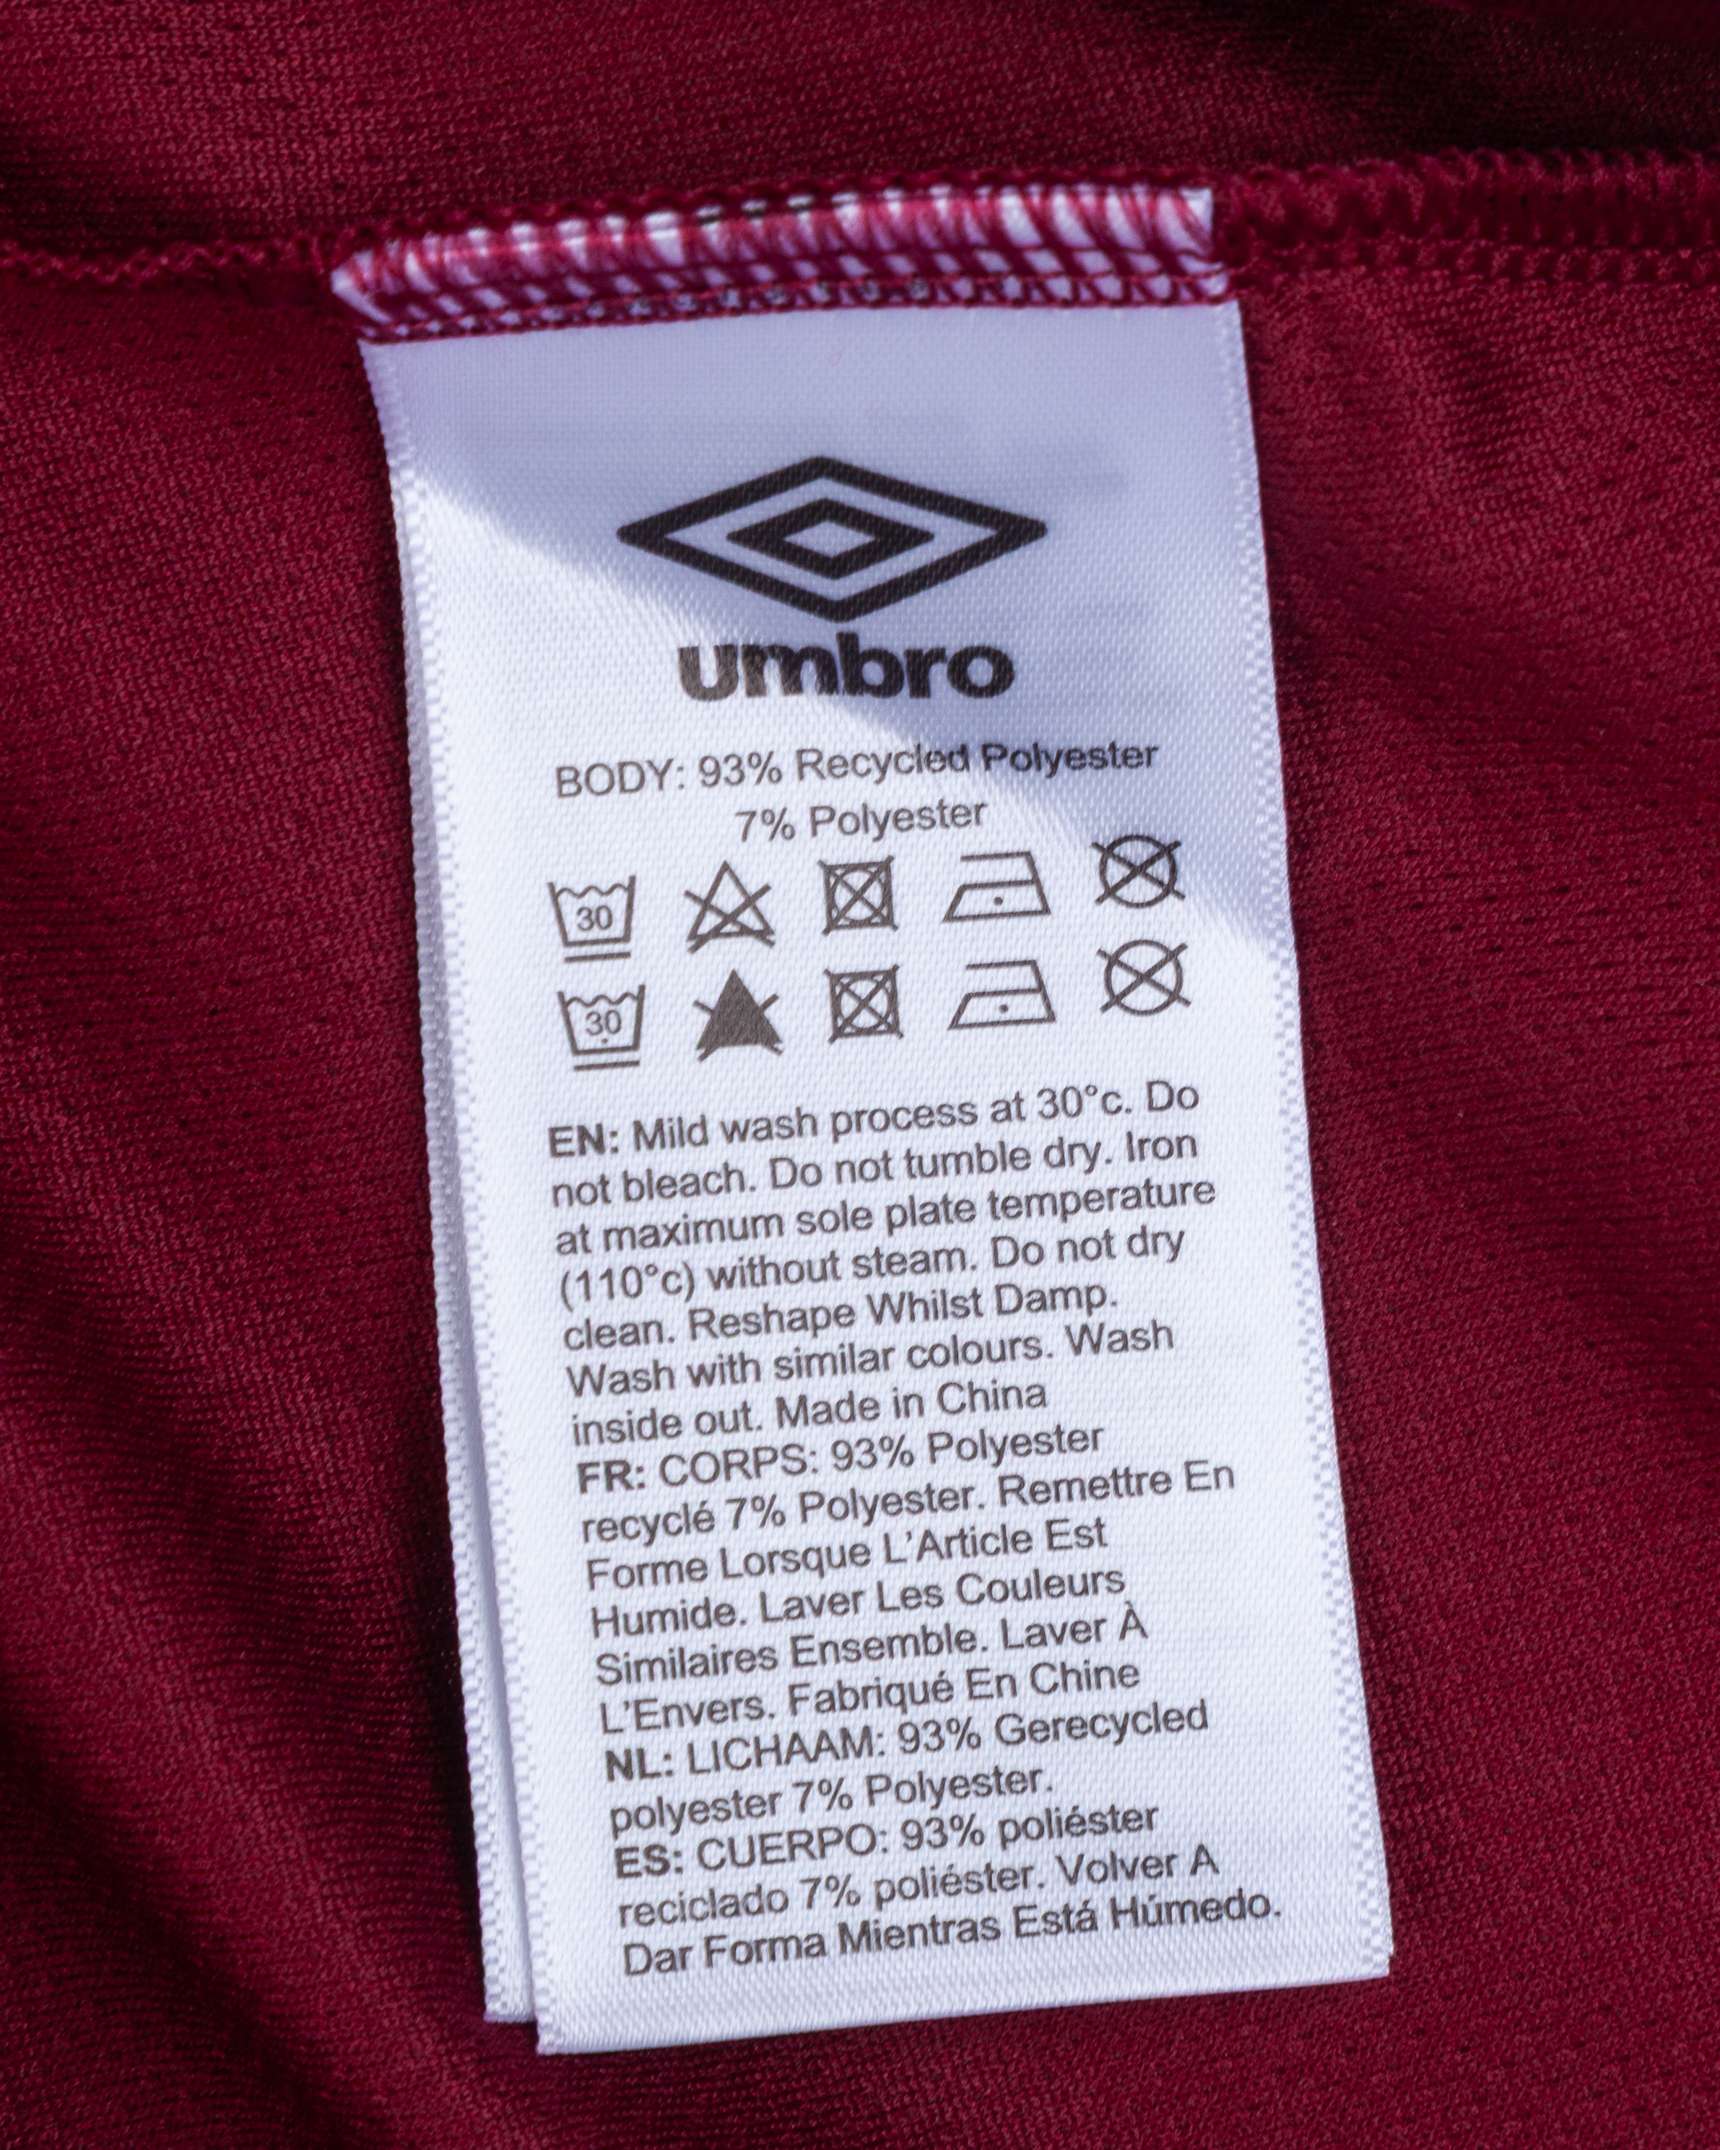 umbro
BODY: 93% Recycled Polyester
7% Polyester
30
30
EN: Mild wash process at 30°c. Do
not bleach. Do not tumble dry. Iron
at maximum sole plate temperature
(110°c) without steam. Do not dry
clean. Reshape Whilst Damp.
Wash with similar colours. Wash
inside out. Made in China
FR: CORPS: 93% Polyester
recyclé 7% Polyester. Remettre En
Forme Lorsque L'Article Est
Humide. Laver Les Couleurs
Similaires Ensemble. Laver À
L'Envers. Fabriqué En Chine
NL: LICHAAM: 93% Gerecycled
polyester 7% Polyester.
ES: CUERPO: 93% poliéster
reciclado 7% poliéster. Volver A
Dar Forma Mientras Está Húmedo.